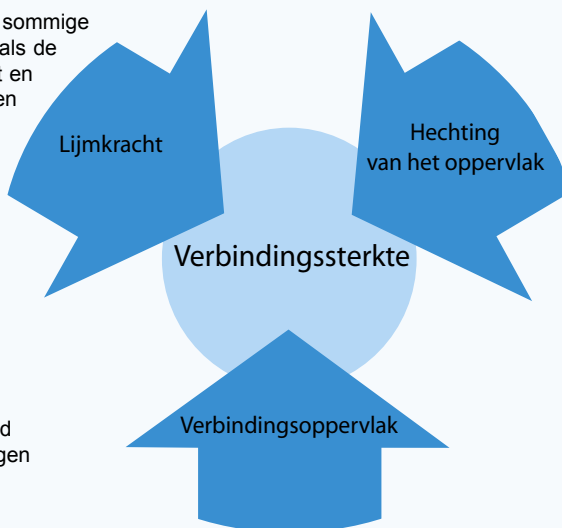 sommige
als de
t en
en
Lijmkracht
Hechting
van het oppervlak
Verbindingssterkte
Verbindingsoppervlak
d
gen